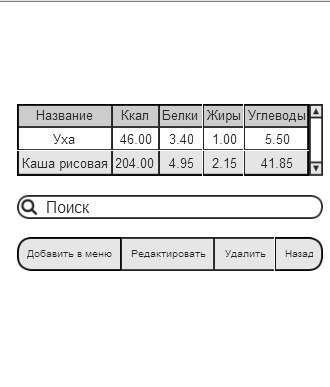 Название Ккал Белки Жиры Углеводы
Уха 46.00 3.40 1.00 5.50
Каша рисовая 204.00 4.95 2.15 41.85
Поиск
Добавить в меню Редактировать Удалить Назад